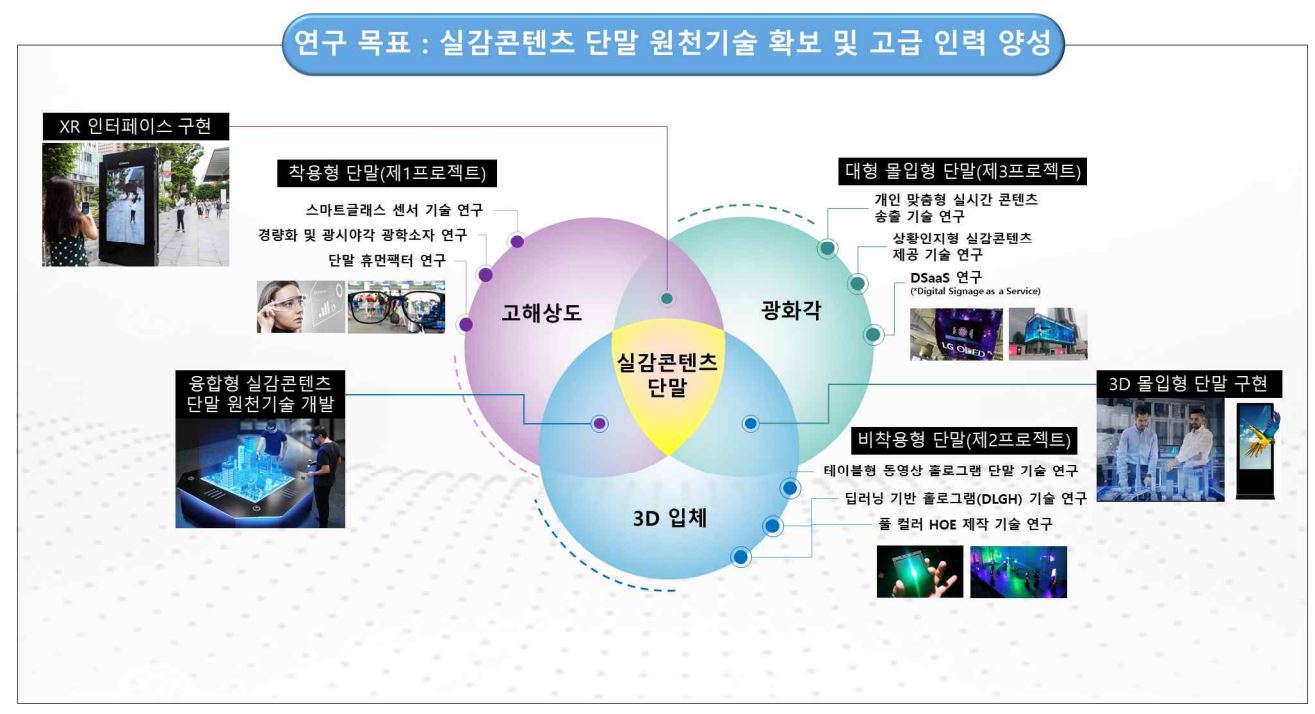 연구 목표 : 실감콘텐츠 단말 원천기술 확보 및 고급 인력 양성
XR 인터페이스 구현
착용형 단말(제1프로젝트)
스마트글래스 센서 기술 연구
경량화 및 광시야각 광학소자 연구
단말 휴먼팩터 연구
대형 몰입형 단말(제3프로젝트)
개인 맞춤형 실시간 콘텐츠
송출 기술 연구
상황인지형 실감콘텐츠
제공 기술 연구
DSaaS 연구
(*Digital Signage as a Service)
LG OLED
고해상도
광화각
실감콘텐츠
단말
3D 입체
융합형 실감콘텐츠
단말 원천기술 개발
3D 몰입형 단말 구현
비착용형 단말(제2프로젝트)
테이블형 동영상 홀로그램 단말 기술 연구
딥러닝 기반 홀로그램(DLGH) 기술 연구
풀 컬러 HOE 제작 기술 연구